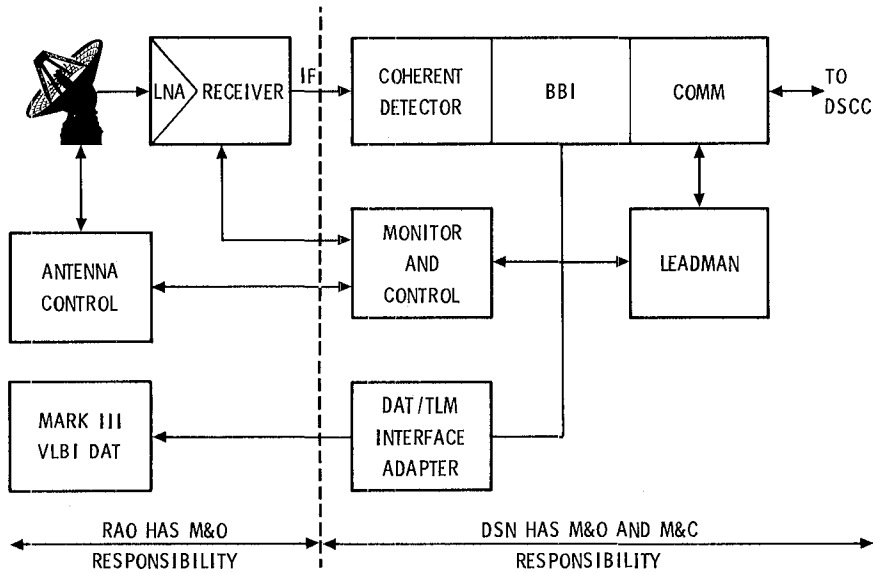 IF
LNA RECEIVER
COHERENT
DETECTOR
BBI
COMM
TO
DSCC
ANTENNA
CONTROL
MONITOR
AND
CONTROL
LEADMAN
MARK III
VLBI DAT
DAT/TLM
INTERFACE
ADAPTER
RAO HAS M&O
RESPONSIBILITY
DSN HAS M&O AND M&C
RESPONSIBILITY